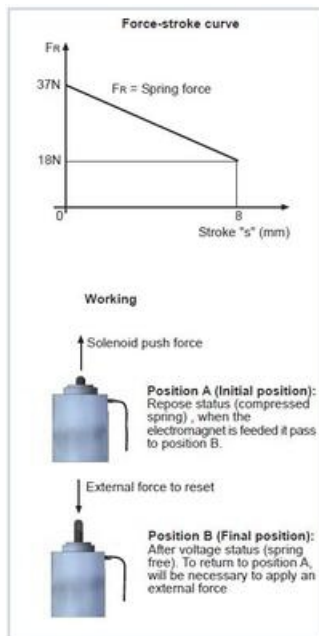 Force-stroke curve
FR
37N
FR = Spring force
18N
0
8
Stroke "s" (mm)
Working
Solenoid push force
Position A (Initial position):
Repose status (compressed
spring) , when the
electromagnet is feeded it pass
to position B.
External force to reset
Position B (Final position):
After voltage status (spring
free). To return to position A,
will be necessary to apply an
external force